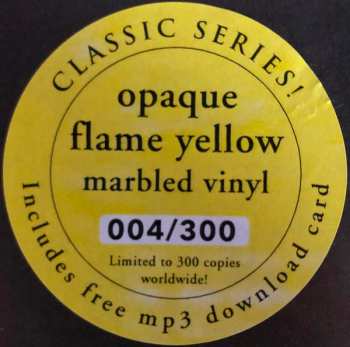 CLASSIC SERIES!
opaque
flame yellow
marbled vinyl
004/300
Limited to 300 copies
worldwide!
Includes free mp3 download card